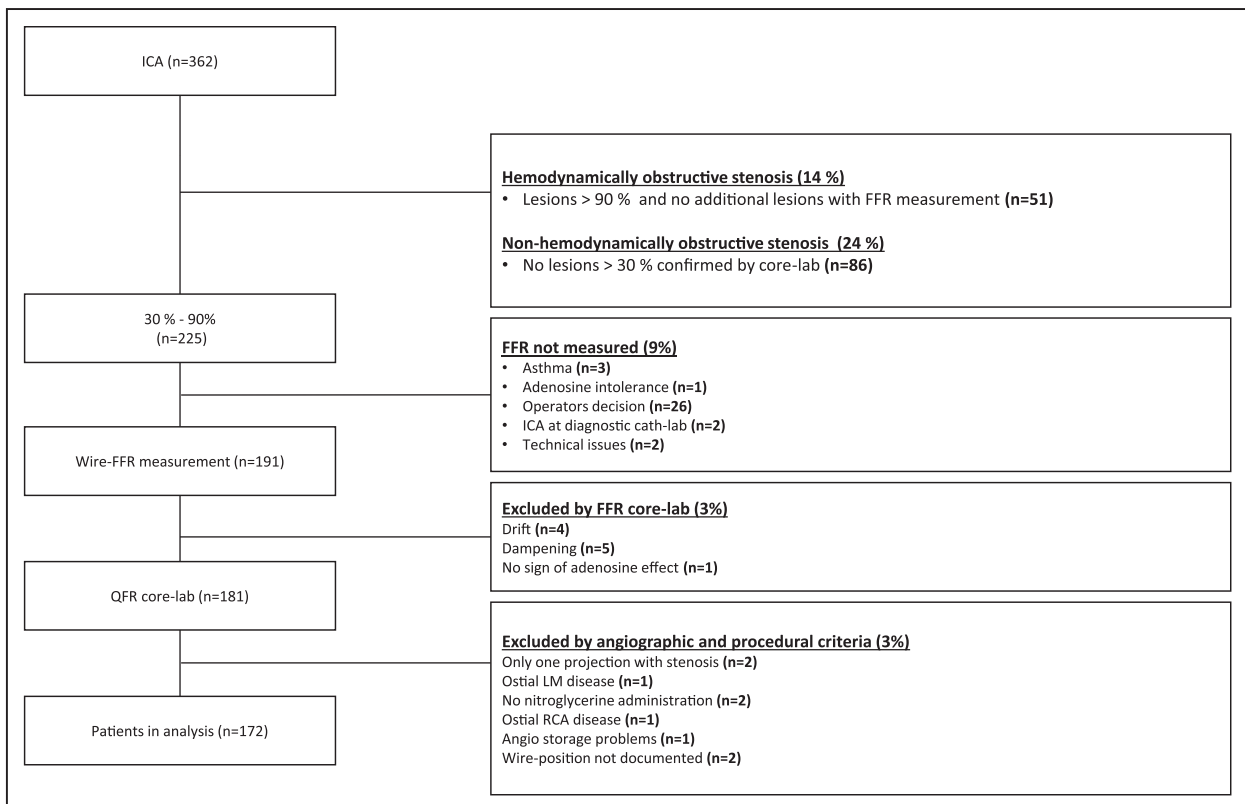 ICA (n=362)
Hemodynamically obstructive stenosis (14 %)
• Lesions > 90 %  and no additional lesions with FFR measurement (n=51)
Non-hemodynamically obstructive stenosis  (24 %)
• No lesions > 30 % confirmed by core-lab (n=86)
30 % - 90%
(n=225)
FFR not measured (9%)
• Asthma (n=3)
• Adenosine intolerance (n=1)
• Operators decision (n=26)
• ICA at diagnostic cath-lab (n=2)
• Technical issues (n=2)
Wire-FFR measurement (n=191)
Excluded by FFR core-lab (3%)
Drift (n=4)
Dampening (n=5)
No sign of adenosine effect (n=1)
QFR core-lab (n=181)
Excluded by angiographic and procedural criteria (3%)
Only one projection with stenosis (n=2)
Ostial LM disease (n=1)
No nitroglycerine administration (n=2)
Ostial RCA disease (n=1)
Angio storage problems (n=1)
Wire-position not documented (n=2)
Patients in analysis (n=172)